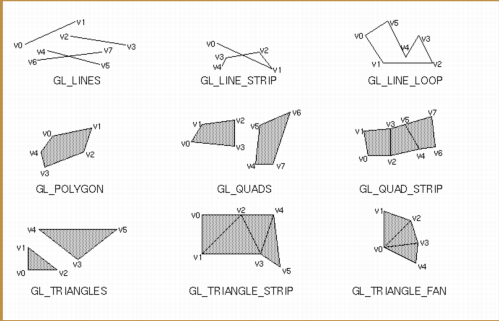 v0 v1 v2 v3 v4 v5 v6 v7
GL_LINES
v0 v1 v2 v3 v4
GL_LINE_STRIP
v0 v1 v2 v3 v4 v5
GL_LINE_LOOP
v0 v1 v2 v3 v4
GL_POLYGON
v0 v1 v2 v3 v4 v5 v6 v7
GL_QUADS
v0 v1 v2 v3 v4 v5 v6 v7
GL_QUAD_STRIP
v0 v1 v2 v3 v4 v5
GL_TRIANGLES
v0 v1 v2 v3 v4 v5
GL_TRIANGLE_STRIP
v0 v1 v2 v3 v4
GL_TRIANGLE_FAN